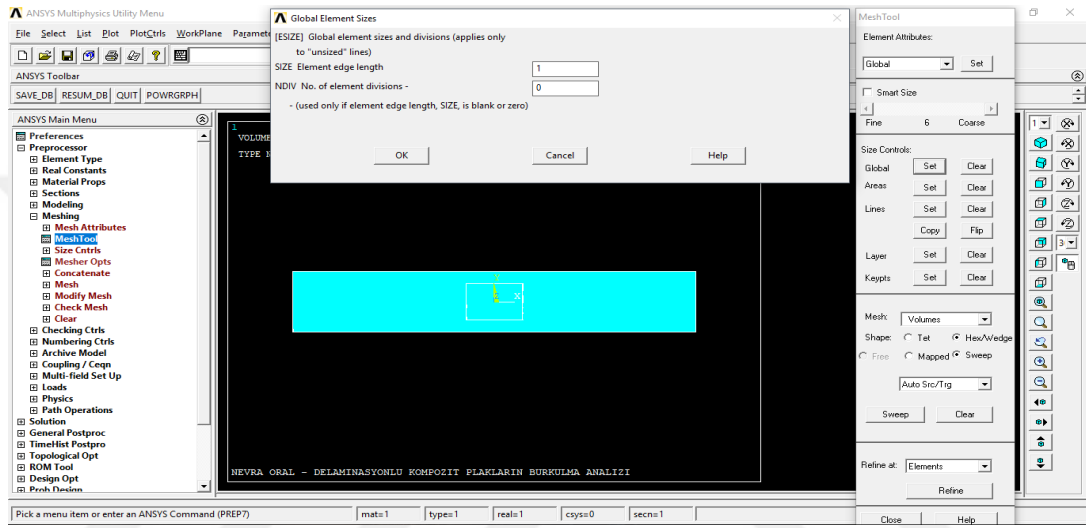 ANSYS Multiphysics Utility Menu
File Select List Plot PlotCtrls WorkPlane Paramete
ANSYS Toolbar
SAVE_DB RESUM_DB QUIT POWRGRPH
ANSYS Main Menu
Preferences
Preprocessor
Element Type
Real Constants
Material Props
Sections
Modeling
Meshing
Mesh Attributes
MeshTool
Size Cntrls
Mesher Opts
Concatenate
Mesh
Modify Mesh
Check Mesh
Clear
Checking Ctrls
Numbering Ctrls
Archive Model
Coupling / Ceqn
Multi-field Set Up
Loads
Physics
Path Operations
Solution
General Postproc
TimeHist Postpro
Topological Opt
ROM Tool
Design Opt
Prob Design
Global Element Sizes
[ESIZE] Global element sizes and divisions (applies only
to "unsized" lines)
SIZE Element edge length 1
NDIV No. of element divisions - 0
- (used only if element edge length, SIZE, is blank or zero)
OK Cancel Help
1
VOLUME
TYPE N
Y
X
NEVRA ORAL - DELAMINASYONLU KOMPOZIT PLAKLARIN BURKULMA ANALIZI
MeshTool
Element Attributes:
Global Set
Smart Size
Fine 6 Coarse
Size Controls:
Global Set Clear
Areas Set Clear
Lines Set Clear
Copy Flip
Layer Set Clear
Keypts Set Clear
Mesh: Volumes
Shape: Tet Hex/Wedge
Free Mapped Sweep
Auto Src/Trg
Sweep Clear
Refine at: Elements
Refine
Close Help
1
3
Pick a menu item or enter an ANSYS Command (PREP7) mat=1 type=1 real=1 csys=0 secn=1